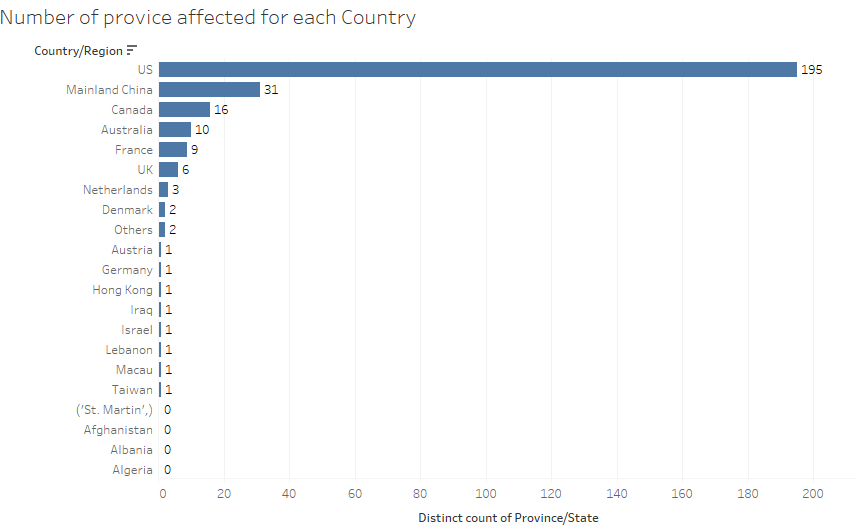 Number of provice affected for each Country
Country/Region
US 195
Mainland China 31
Canada 16
Australia 10
France 9
UK 6
Netherlands 3
Denmark 2
Others 2
Austria 1
Germany 1
Hong Kong 1
Iraq 1
Israel 1
Lebanon 1
Macau 1
Taiwan 1
('St. Martin',) 0
Afghanistan 0
Albania 0
Algeria 0
0 20 40 60 80 100 120 140 160 180 200
Distinct count of Province/State